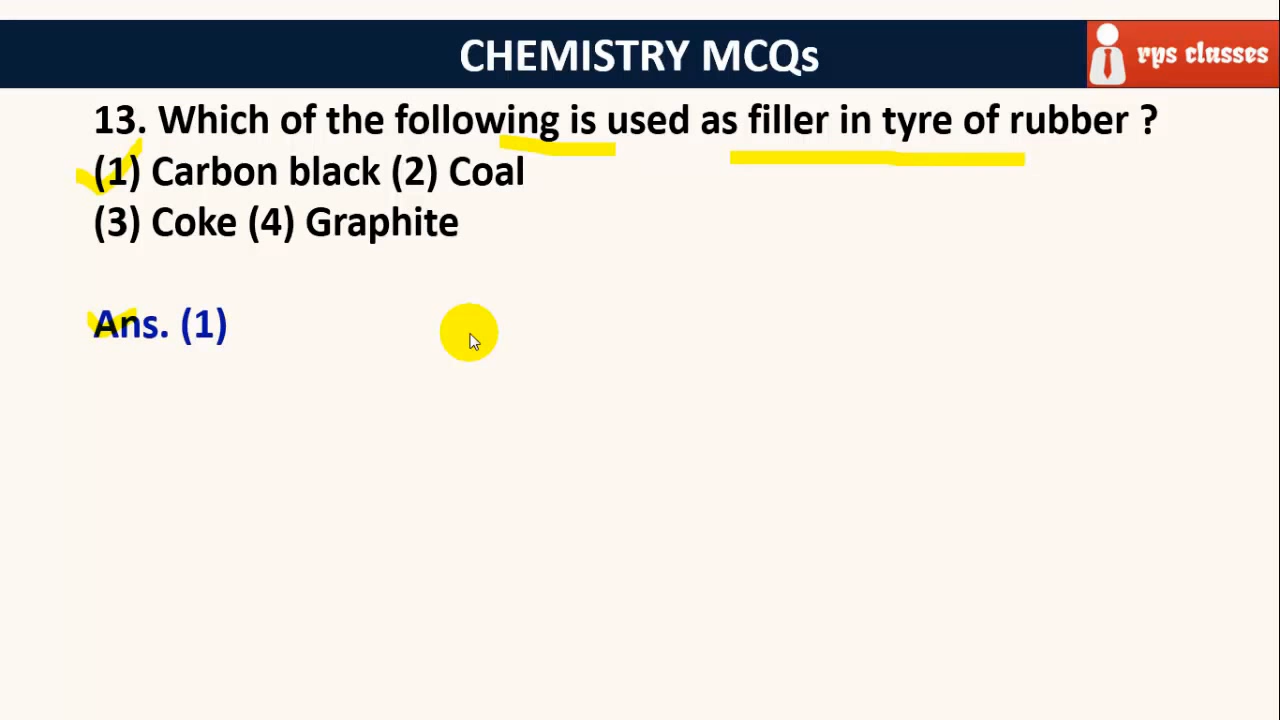 CHEMISTRY MCQs
rps classes
13. Which of the following is used as filler in tyre of rubber ?
(1) Carbon black (2) Coal
(3) Coke (4) Graphite
Ans. (1)